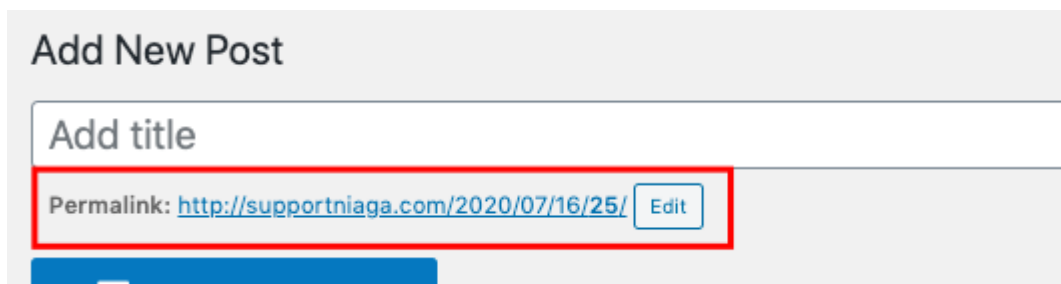 Add New Post
Add title
Permalink: http://supportniaga.com/2020/07/16/25/ Edit